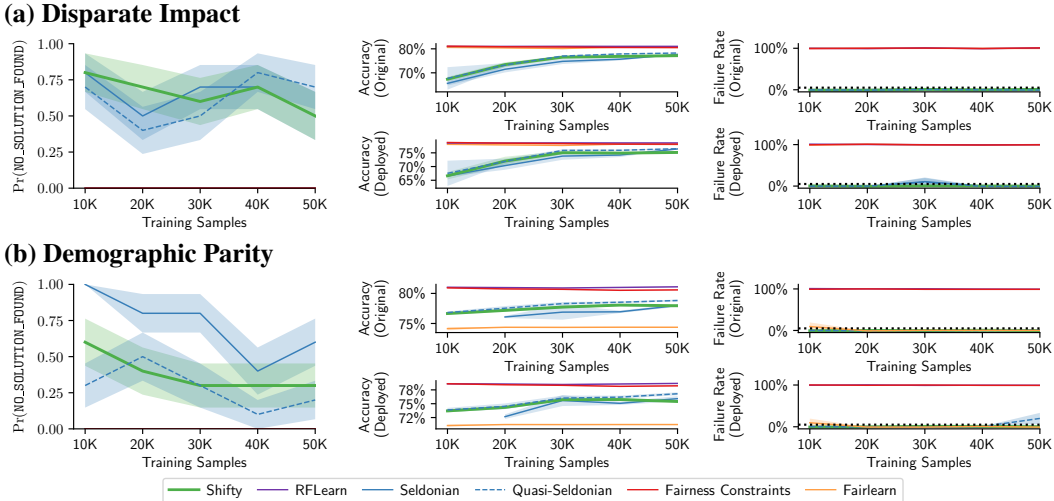 (a) Disparate Impact
Pr(NO_SOLUTION_FOUND)
1.00
0.75
0.50
0.25
0.00
10K 20K 30K 40K 50K
Training Samples
Accuracy
(Original)
80%
70%
10K 20K 30K 40K 50K
Training Samples
Failure Rate
(Original)
100%
0%
10K 20K 30K 40K 50K
Training Samples
Accuracy
(Deployed)
75%
70%
65%
10K 20K 30K 40K 50K
Training Samples
Failure Rate
(Deployed)
100%
0%
10K 20K 30K 40K 50K
Training Samples
(b) Demographic Parity
Pr(NO_SOLUTION_FOUND)
1.00
0.75
0.50
0.25
0.00
10K 20K 30K 40K 50K
Training Samples
Accuracy
(Original)
80%
75%
10K 20K 30K 40K 50K
Training Samples
Failure Rate
(Original)
100%
0%
10K 20K 30K 40K 50K
Training Samples
Accuracy
(Deployed)
78%
75%
72%
10K 20K 30K 40K 50K
Training Samples
Failure Rate
(Deployed)
100%
0%
10K 20K 30K 40K 50K
Training Samples
Shifty RFLearn Seldonian Quasi-Seldonian Fairness Constraints Fairlearn